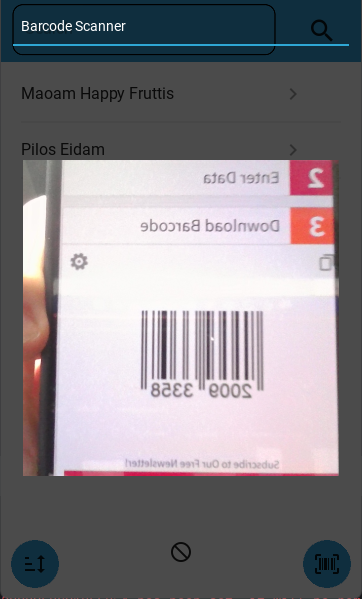 Barcode Scanner
Maoam Happy Fruttis
Pilos Eidam
2 Enter Data
3 Download Barcode
2009 3358
Subscribe to Our Free Newsletter!